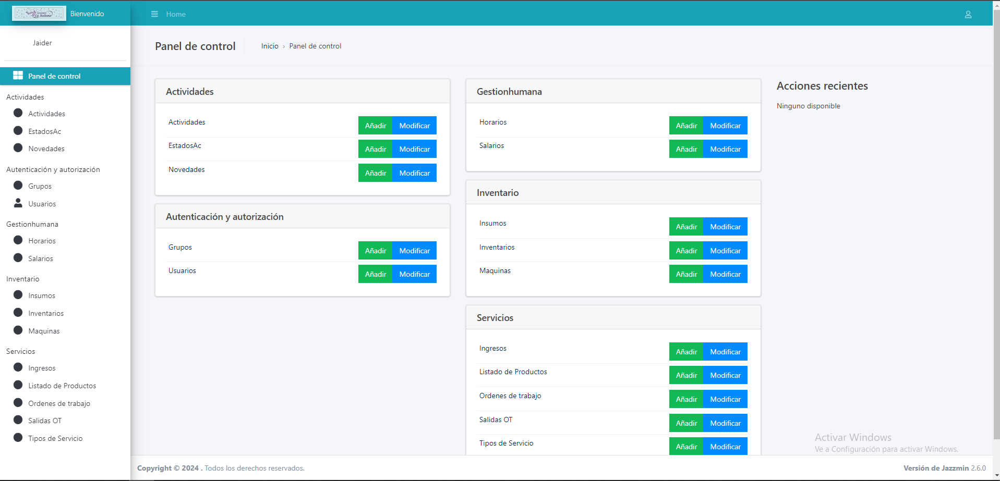 La Italiana
Bienvenido
Home
Jaider
Panel de control
Actividades
Actividades
EstadosAc
Novedades
Autenticación y autorización
Grupos
Usuarios
Gestionhumana
Horarios
Salarios
Inventario
Insumos
Inventarios
Maquinas
Servicios
Ingresos
Listado de Productos
Ordenes de trabajo
Salidas OT
Tipos de Servicio
Panel de control
Inicio › Panel de control
Actividades
Actividades Añadir Modificar
EstadosAc Añadir Modificar
Novedades Añadir Modificar
Autenticación y autorización
Grupos Añadir Modificar
Usuarios Añadir Modificar
Gestionhumana
Horarios Añadir Modificar
Salarios Añadir Modificar
Inventario
Insumos Añadir Modificar
Inventarios Añadir Modificar
Maquinas Añadir Modificar
Servicios
Ingresos Añadir Modificar
Listado de Productos Añadir Modificar
Ordenes de trabajo Añadir Modificar
Salidas OT Añadir Modificar
Tipos de Servicio Añadir Modificar
Acciones recientes
Ninguno disponible
Activar Windows
Ve a Configuración para activar Windows.
Copyright © 2024 . Todos los derechos reservados.
Versión de Jazzmin 2.6.0